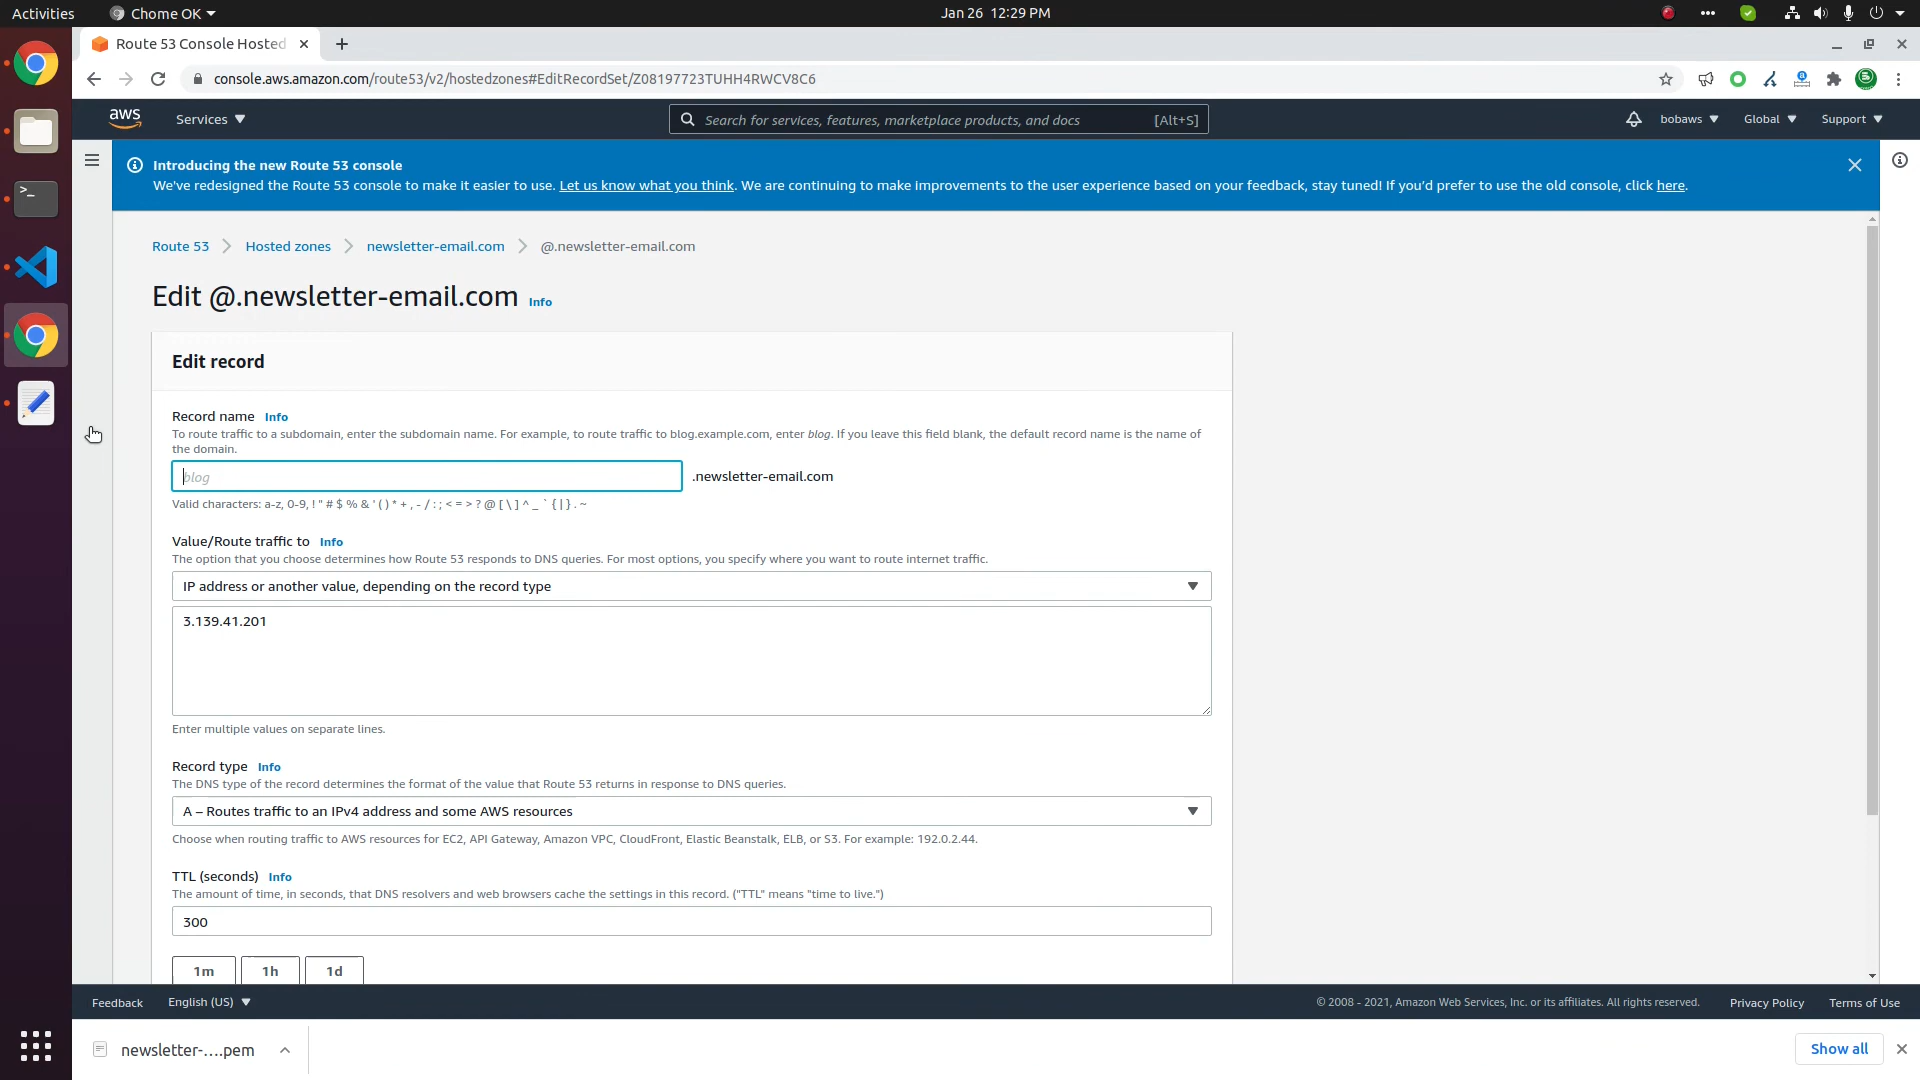 Activities
Chome OK
Jan 26 12:29 PM
Route 53 Console Hosted
console.aws.amazon.com/route53/v2/hostedzones#EditRecordSet/Z08197723TUHH4RWCV8C6
aws
Services
Search for services, features, marketplace products, and docs
[Alt+S]
bobaws
Global
Support
Introducing the new Route 53 console
We've redesigned the Route 53 console to make it easier to use. Let us know what you think. We are continuing to make improvements to the user experience based on your feedback, stay tuned! If you'd prefer to use the old console, click here.
Route 53
Hosted zones
newsletter-email.com
@.newsletter-email.com
Edit @.newsletter-email.com Info
Edit record
Record name Info
To route traffic to a subdomain, enter the subdomain name. For example, to route traffic to blog.example.com, enter blog. If you leave this field blank, the default record name is the name of
the domain.
blog
.newsletter-email.com
Valid characters: a-z, 0-9, ! " # $ % & ' ( ) * + , - / : ; < = > ? @ [ \ ] ^ _ ` { | } . ~
Value/Route traffic to Info
The option that you choose determines how Route 53 responds to DNS queries. For most options, you specify where you want to route internet traffic.
IP address or another value, depending on the record type
3.139.41.201
Enter multiple values on separate lines.
Record type Info
The DNS type of the record determines the format of the value that Route 53 returns in response to DNS queries.
A – Routes traffic to an IPv4 address and some AWS resources
Choose when routing traffic to AWS resources for EC2, API Gateway, Amazon VPC, CloudFront, Elastic Beanstalk, ELB, or S3. For example: 192.0.2.44.
TTL (seconds) Info
The amount of time, in seconds, that DNS resolvers and web browsers cache the settings in this record. ("TTL" means "time to live.")
300
1m
1h
1d
Feedback
English (US)
© 2008 - 2021, Amazon Web Services, Inc. or its affiliates. All rights reserved.
Privacy Policy
Terms of Use
newsletter-....pem
Show all